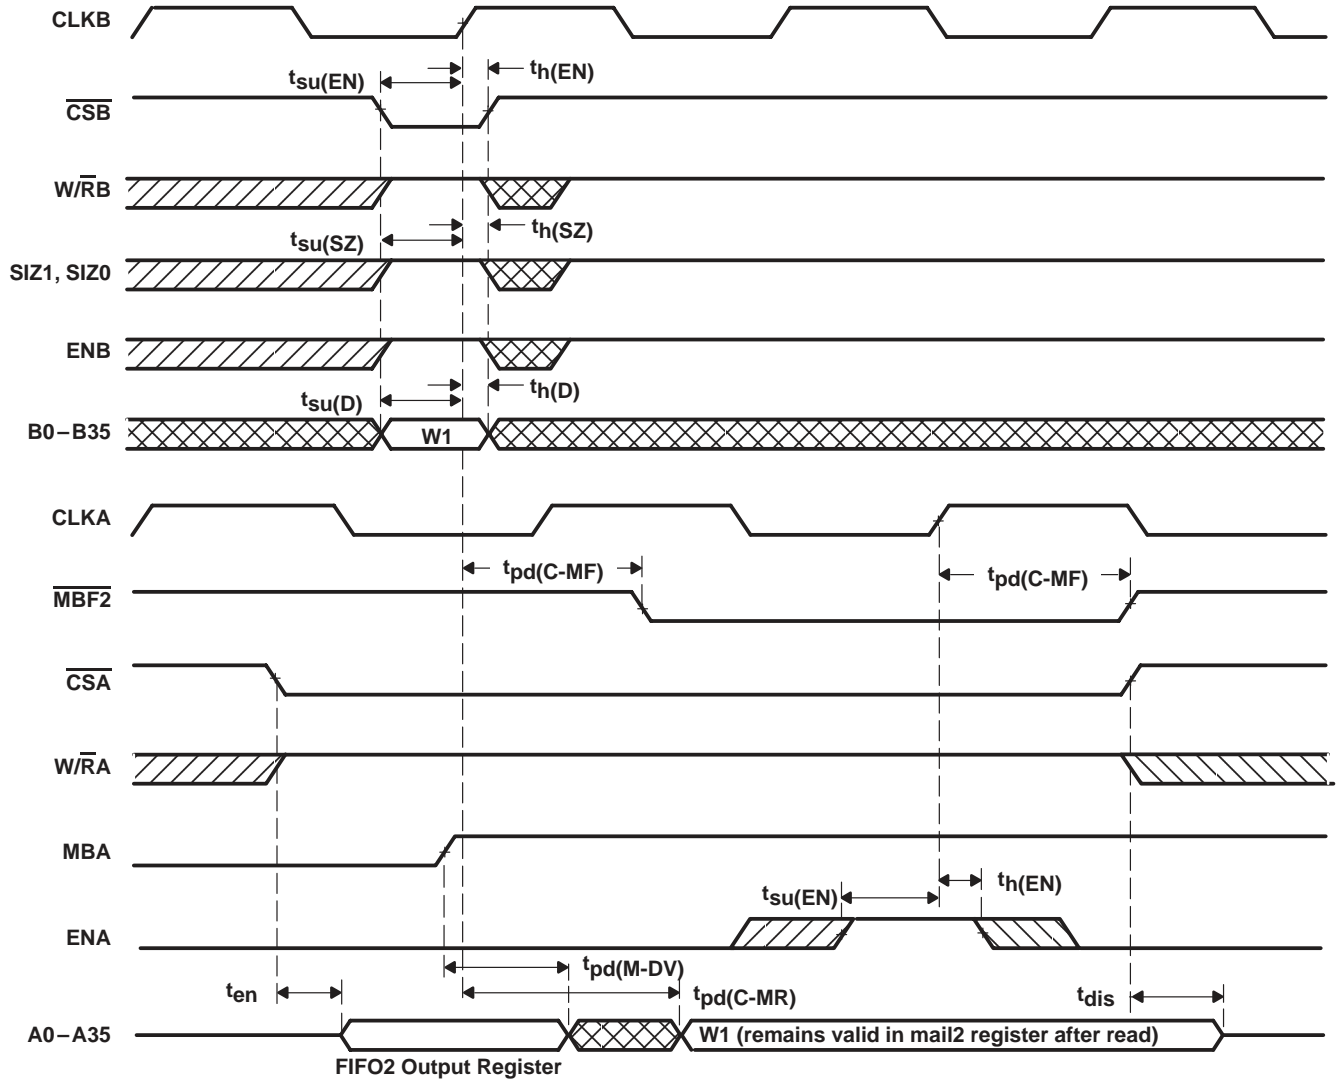 CLKB
tsu(EN)
th(EN)
CSB
W/RB
tsu(SZ)
th(SZ)
SIZ1, SIZ0
ENB
tsu(D)
th(D)
B0–B35
W1
CLKA
tpd(C-MF)
tpd(C-MF)
MBF2
CSA
W/RA
MBA
tsu(EN)
th(EN)
ENA
tpd(M-DV)
ten
tpd(C-MR)
tdis
A0–A35
W1 (remains valid in mail2 register after read)
FIFO2 Output Register